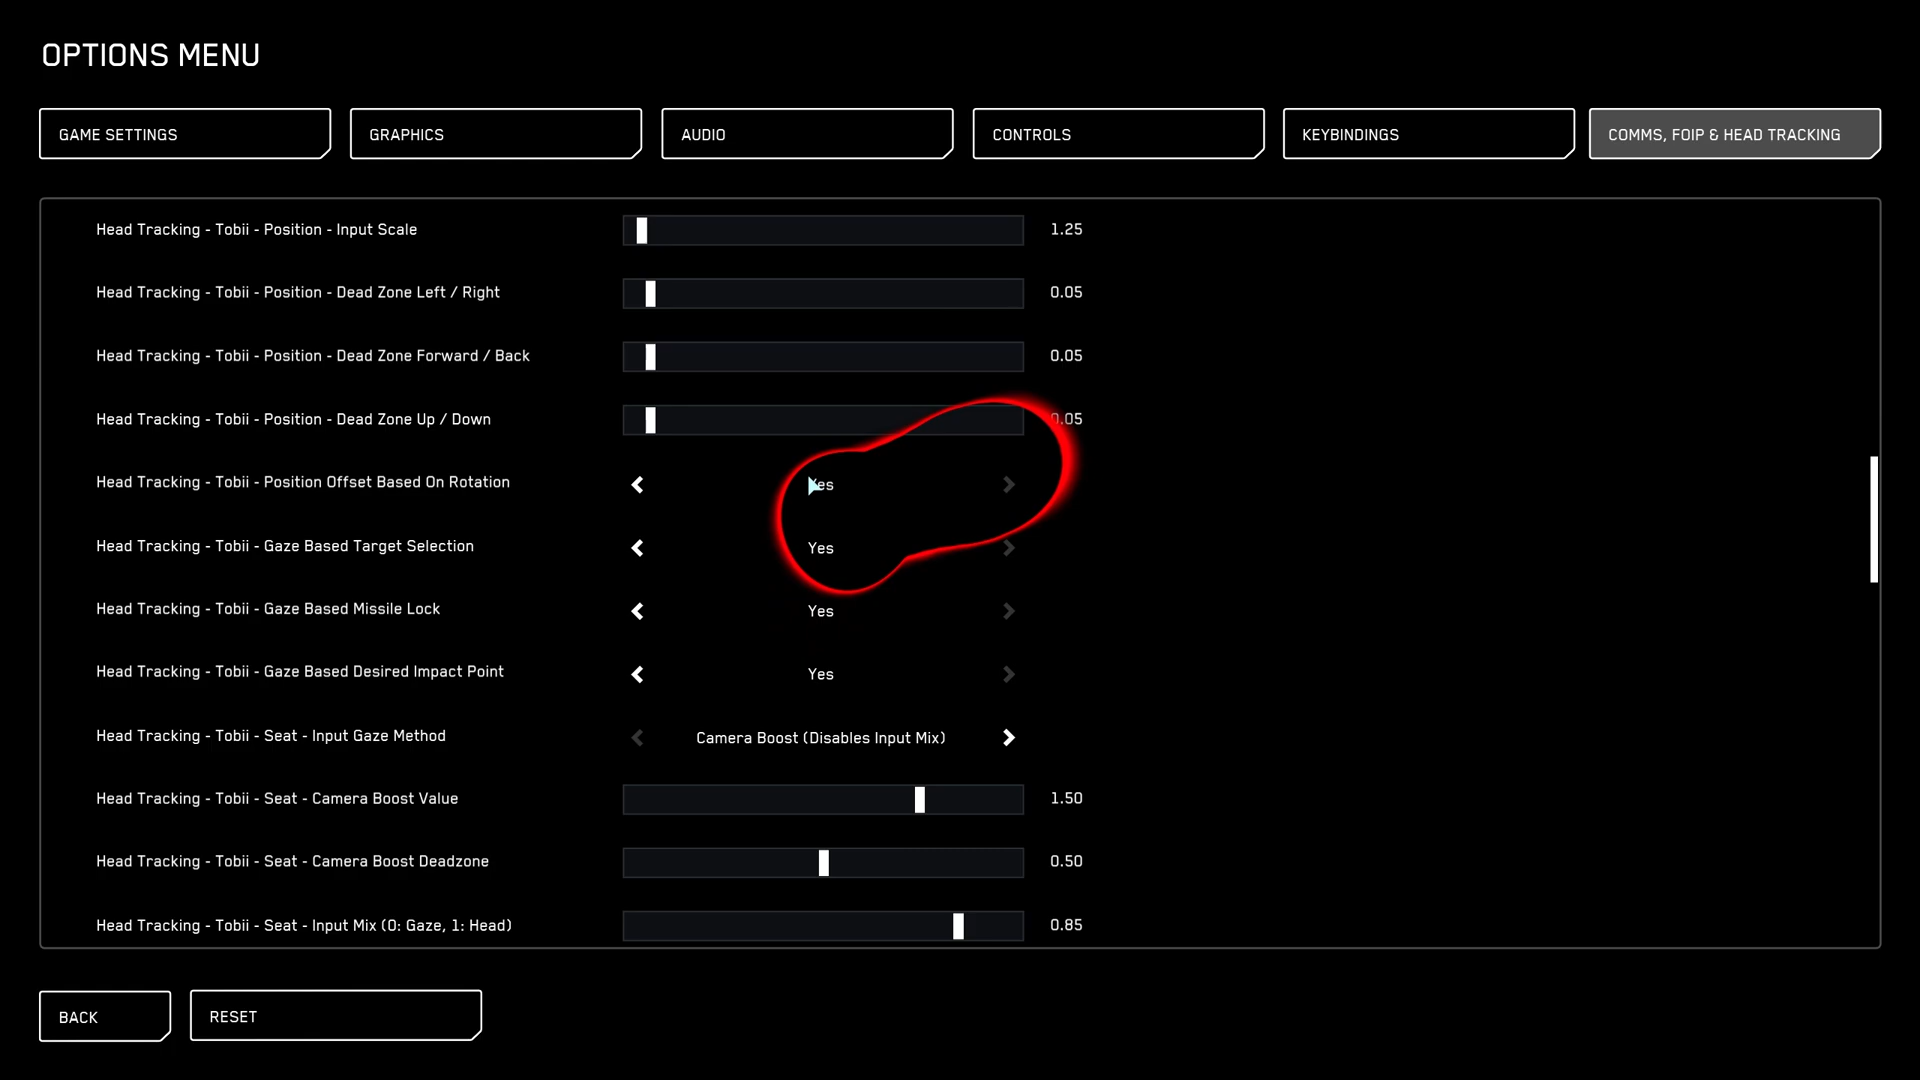 OPTIONS MENU
GAME SETTINGS
GRAPHICS
AUDIO
CONTROLS
KEYBINDINGS
COMMS, FOIP & HEAD TRACKING
Head Tracking - Tobii - Position - Input Scale 1.25
Head Tracking - Tobii - Position - Dead Zone Left / Right 0.05
Head Tracking - Tobii - Position - Dead Zone Forward / Back 0.05
Head Tracking - Tobii - Position - Dead Zone Up / Down 0.05
Head Tracking - Tobii - Position Offset Based On Rotation Yes
Head Tracking - Tobii - Gaze Based Target Selection Yes
Head Tracking - Tobii - Gaze Based Missile Lock Yes
Head Tracking - Tobii - Gaze Based Desired Impact Point Yes
Head Tracking - Tobii - Seat - Input Gaze Method Camera Boost (Disables Input Mix)
Head Tracking - Tobii - Seat - Camera Boost Value 1.50
Head Tracking - Tobii - Seat - Camera Boost Deadzone 0.50
Head Tracking - Tobii - Seat - Input Mix (0: Gaze, 1: Head) 0.85
BACK
RESET